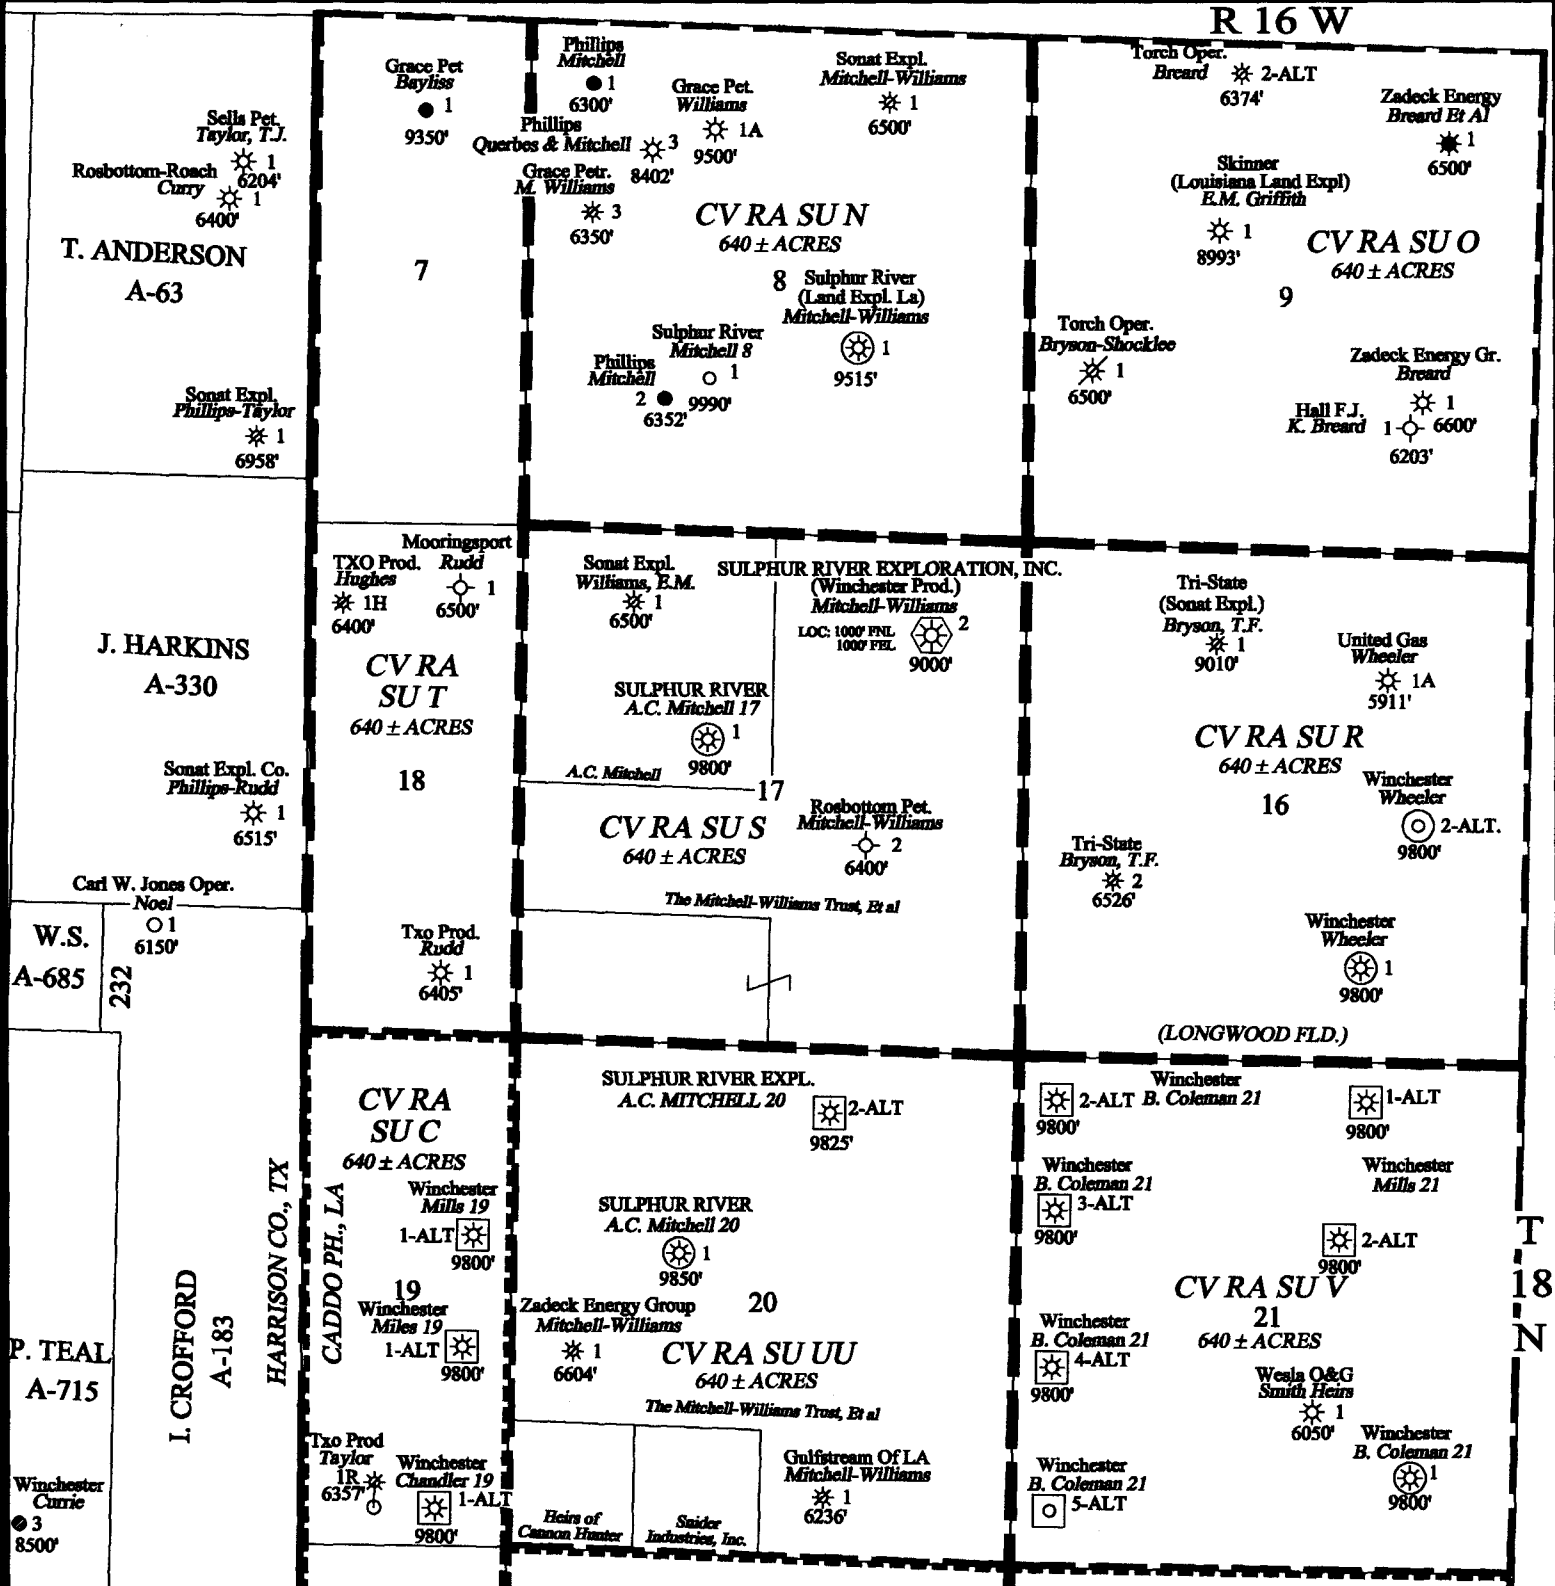 R 16 W
Sells Pet.
Taylor, T.J.
1
6204'
Rosbottom-Roach
Curry
1
6400'
T. ANDERSON
A-63
Sonat Expl.
Phillips-Taylor
1
6958'
Grace Pet
Bayliss
1
9350'
7
Phillips
Mitchell
1
6300'
Phillips
Querbes & Mitchell
3
8402'
Grace Pet.
Williams
1A
9500'
Grace Petr.
M. Williams
3
6350'
Sonat Expl.
Mitchell-Williams
1
6500'
CV RA SU N
640 ± ACRES
8
Sulphur River
(Land Expl. La)
Mitchell-Williams
1
9515'
Sulphur River
Mitchell 8
1
9990'
Phillips
Mitchell
2
6352'
Torch Oper.
Breard
2-ALT
6374'
Zadeck Energy
Breard Et Al
1
6500'
Skinner
(Louisiana Land Expl)
E.M. Griffith
1
8993'
CV RA SU O
640 ± ACRES
9
Torch Oper.
Bryson-Shocklee
1
6500'
Zadeck Energy Gr.
Breard
1
6600'
Hall F.J.
K. Breard
1
6203'
J. HARKINS
A-330
Sonat Expl. Co.
Phillips-Rudd
1
6515'
Carl W. Jones Oper.
Noel
1
6150'
W.S.
A-685
232
TXO Prod.
Hughes
1H
6400'
Mooringsport
Rudd
1
6500'
CV RA
SU T
640 ± ACRES
18
Txo Prod.
Rudd
1
6405'
Sonat Expl.
Williams, E.M.
1
6500'
SULPHUR RIVER EXPLORATION, INC.
(Winchester Prod.)
Mitchell-Williams
2
LOC: 1000' FNL
1000' FEL
9000'
SULPHUR RIVER
A.C. Mitchell 17
1
9800'
A.C. Mitchell
17
CV RA SU S
640 ± ACRES
Rosbottom Pet.
Mitchell-Williams
2
6400'
The Mitchell-Williams Trust, Et al
Tri-State
(Sonat Expl.)
Bryson, T.F.
1
9010'
United Gas
Wheeler
1A
5911'
CV RA SU R
640 ± ACRES
16
Winchester
Wheeler
2-ALT.
9800'
Tri-State
Bryson, T.F.
2
6526'
Winchester
Wheeler
1
9800'
(LONGWOOD FLD.)
P. TEAL
A-715
I. CROFFORD
A-183
HARRISON CO., TX
CADDO PH., LA
Winchester
Currie
3
8500'
CV RA
SU C
640 ± ACRES
Winchester
Mills 19
1-ALT
9800'
19
Winchester
Miles 19
1-ALT
9800'
Txo Prod
Taylor
1R
6357'
Winchester
Chandler 19
1-ALT
9800'
SULPHUR RIVER EXPL.
A.C. MITCHELL 20
2-ALT
9825'
SULPHUR RIVER
A.C. Mitchell 20
1
9850'
20
Zadeck Energy Group
Mitchell-Williams
1
6604'
CV RA SU UU
640 ± ACRES
The Mitchell-Williams Trust, Et al
Gulfstream Of LA
Mitchell-Williams
1
6236'
Heirs of
Cannon Hunter
Snider
Industries, Inc.
Winchester
2-ALT B. Coleman 21
9800'
1-ALT
9800'
Winchester
B. Coleman 21
3-ALT
9800'
Winchester
Mills 21
2-ALT
9800'
CV RA SU V
21
640 ± ACRES
Winchester
B. Coleman 21
4-ALT
9800'
Wesla O&G
Smith Heirs
1
6050'
Winchester
B. Coleman 21
1
9800'
Winchester
B. Coleman 21
5-ALT
T
18
N